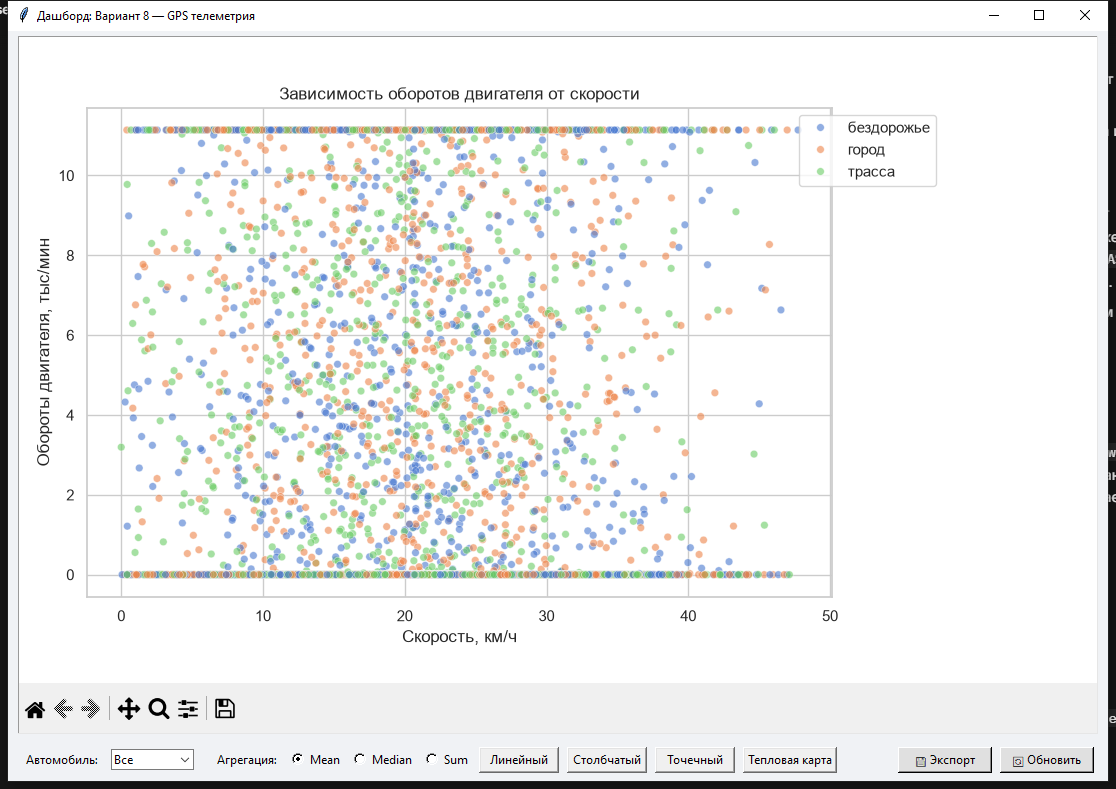 Дашборд: Вариант 8 — GPS телеметрия
Зависимость оборотов двигателя от скорости
бездорожье
город
трасса
Обороты двигателя, тыс/мин
10
8
6
4
2
0
0 10 20 30 40 50
Скорость, км/ч
Автомобиль: Все Агрегация: Mean Median Sum Линейный Столбчатый Точечный Тепловая карта Экспорт Обновить